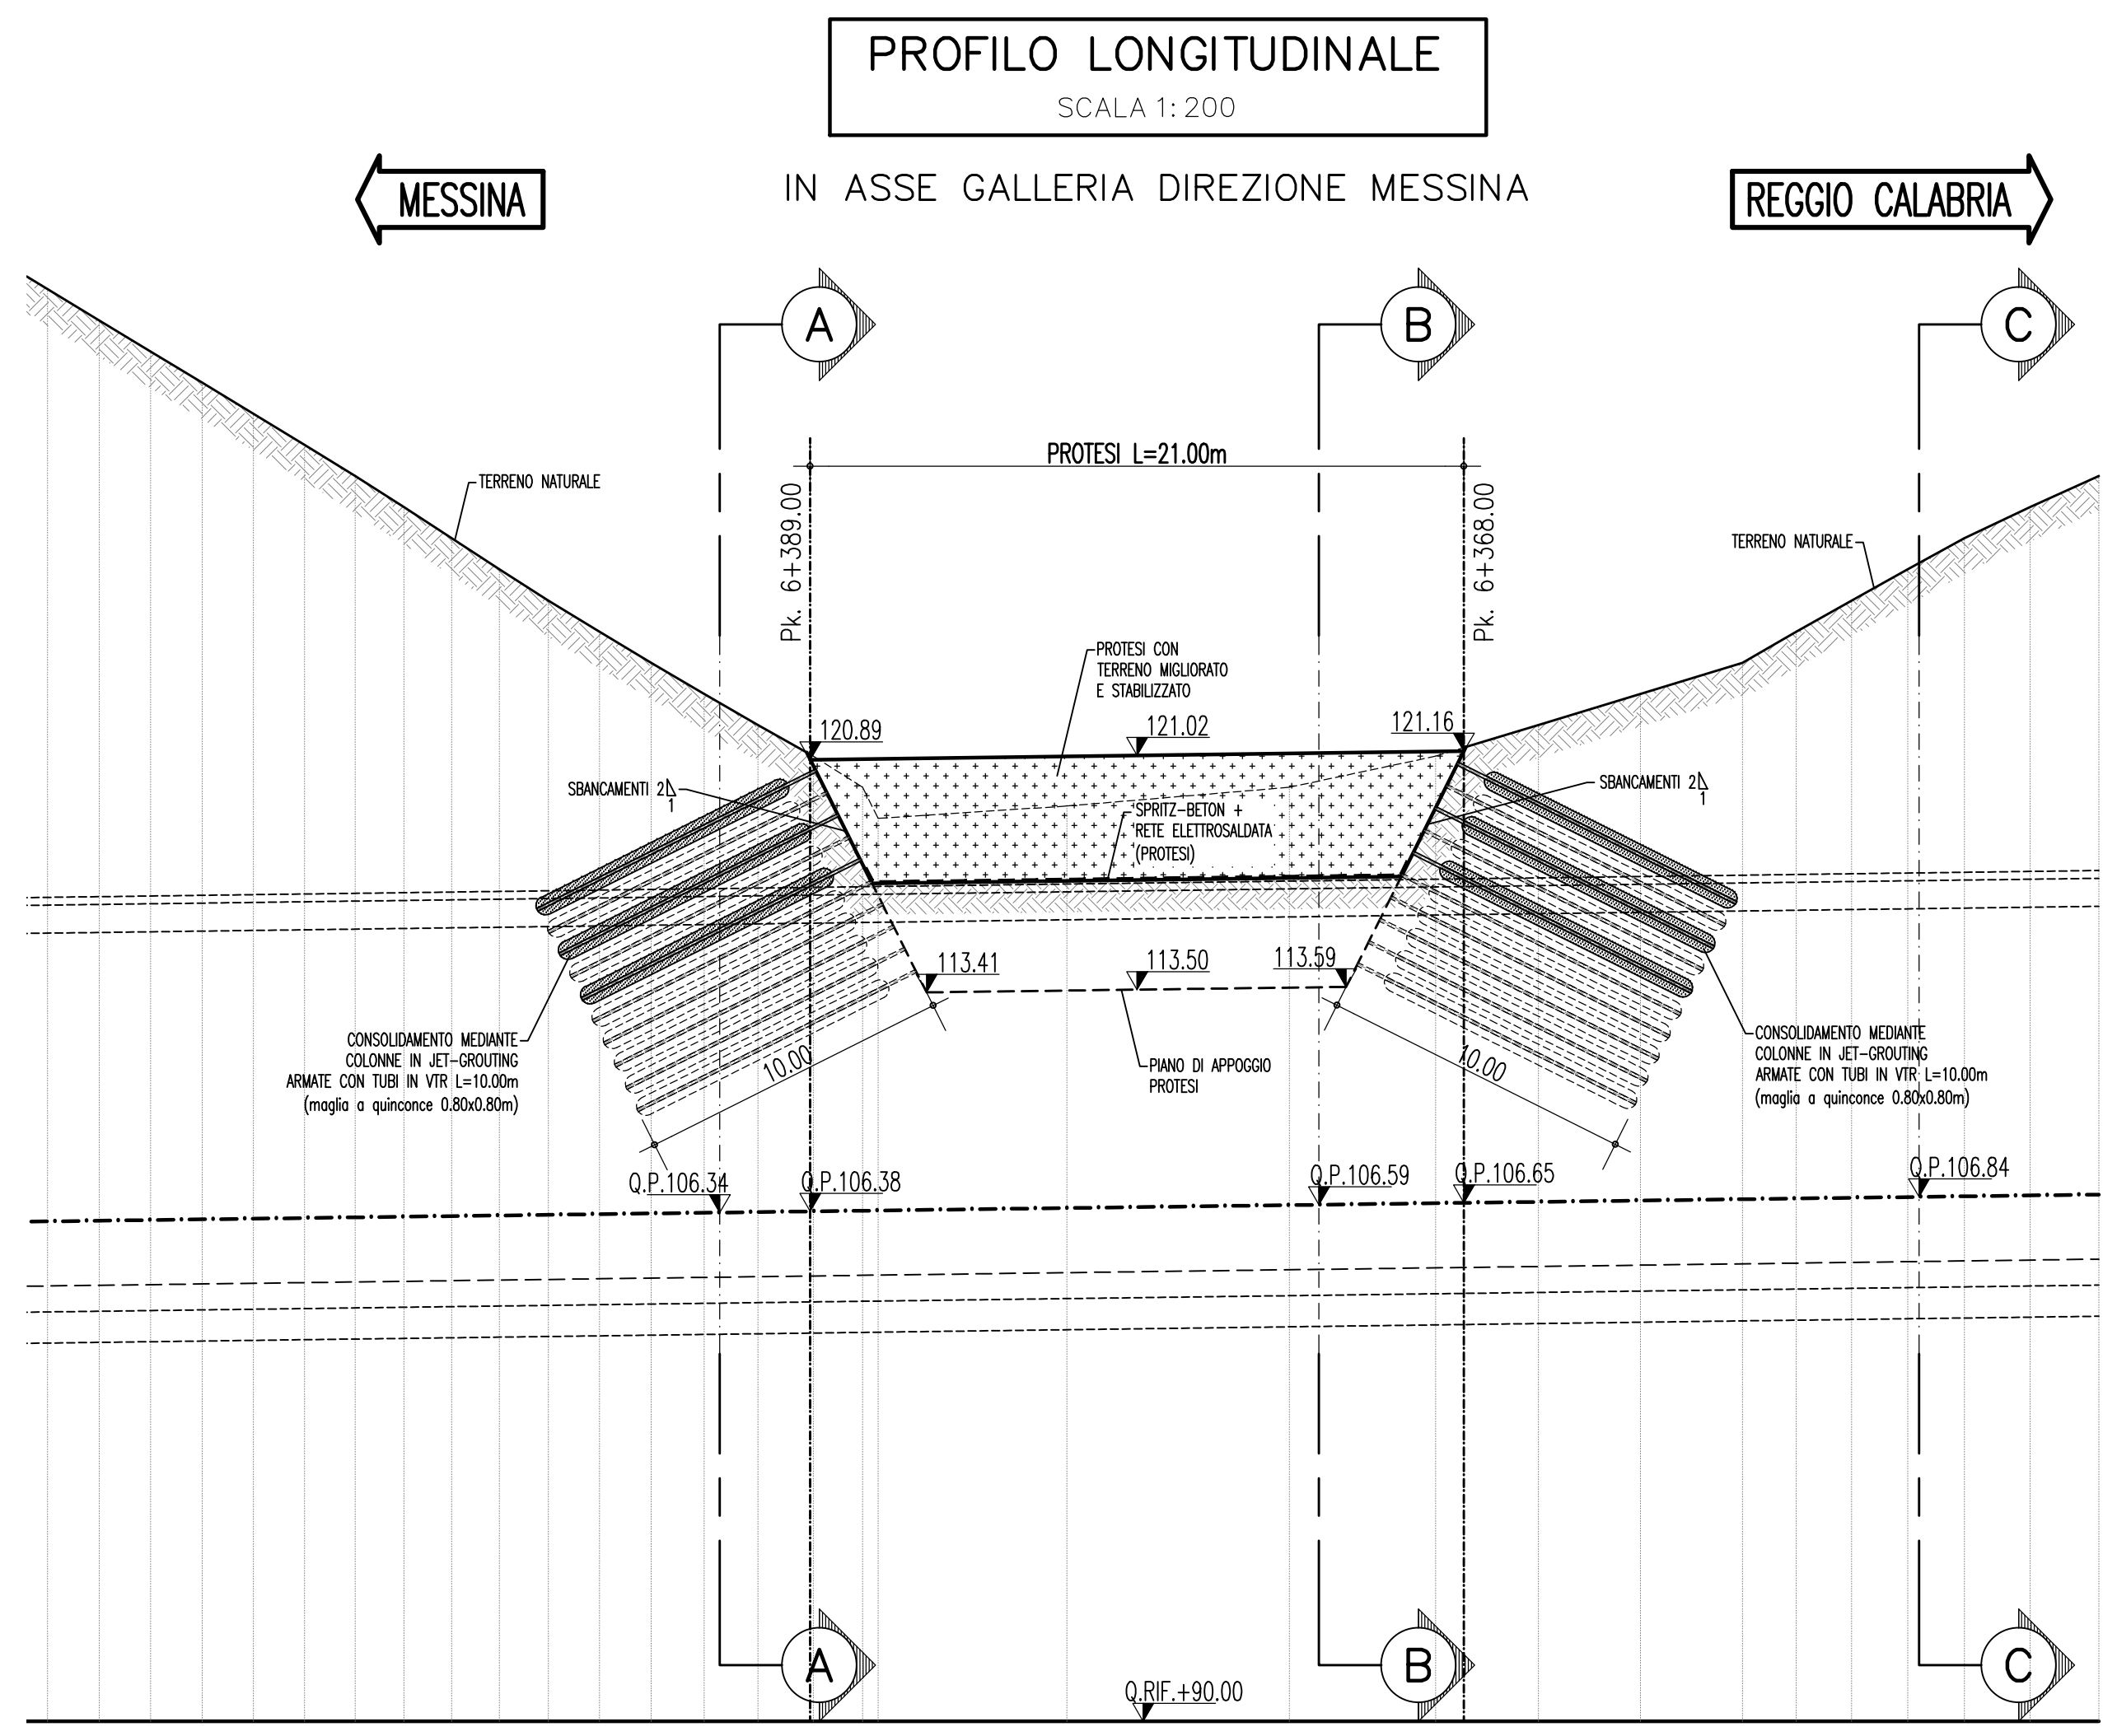 PROFILO LONGITUDINALE
SCALA 1:200
MESSINA
IN ASSE GALLERIA DIREZIONE MESSINA
REGGIO CALABRIA
A
B
C
PROTESI L=21.00m
TERRENO NATURALE
Pk. 6+389.00
Pk. 6+368.00
TERRENO NATURALE
PROTESI CON
TERRENO MIGLIORATO
E STABILIZZATO
120.89
121.02
121.16
SBANCAMENTI 2
1
SBANCAMENTI 2
1
SPRITZ-BETON +
RETE ELETTROSALDATA
(PROTESI)
113.41
113.50
113.59
CONSOLIDAMENTO MEDIANTE
COLONNE IN JET-GROUTING
ARMATE CON TUBI IN VTR L=10.00m
(maglia a quinconce 0.80x0.80m)
10.00
PIANO DI APPOGGIO
PROTESI
10.00
CONSOLIDAMENTO MEDIANTE
COLONNE IN JET-GROUTING
ARMATE CON TUBI IN VTR L=10.00m
(maglia a quinconce 0.80x0.80m)
Q.P.106.34
Q.P.106.38
Q.P.106.59
Q.P.106.65
Q.P.106.84
A
B
C
Q.RIF.+90.00